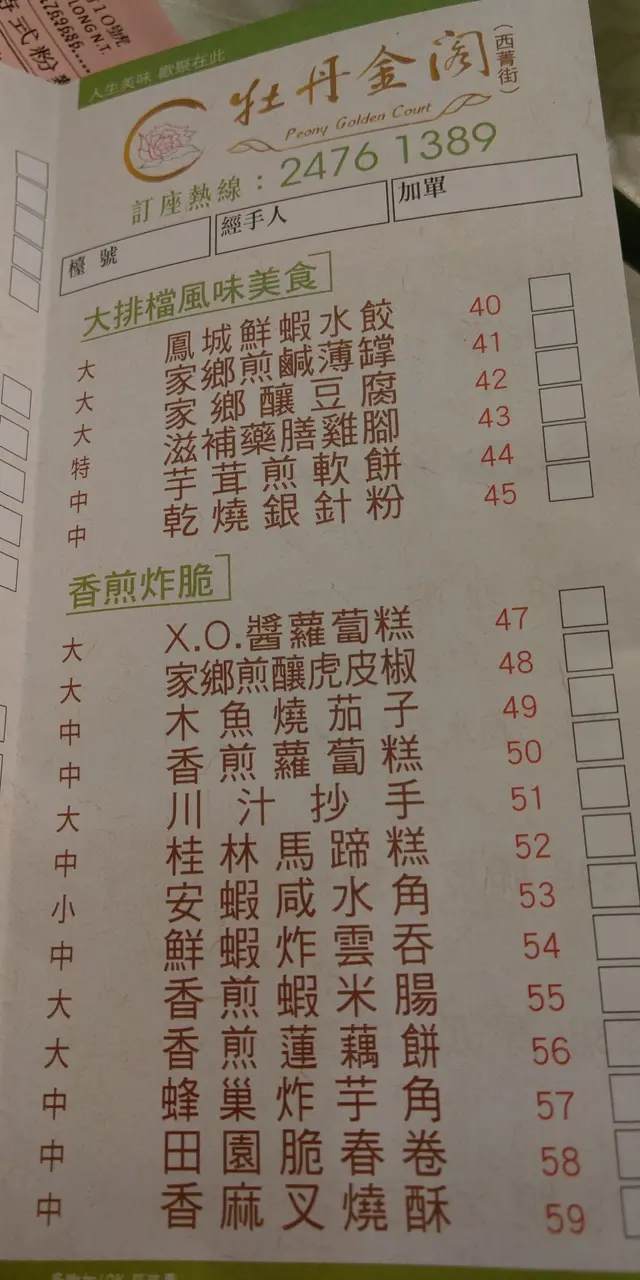 10號
LONG N.T.
式粉
人生美味 歡聚在此
牡丹金阁
(西菁街)
Peony Golden Court
訂座熱線：2476 1389
檯 號 經手人 加單
大排檔風味美食
大 鳳城鮮蝦水餃 40
大 家鄉煎鹹薄罉 41
大 家鄉釀豆腐 42
特 滋補藥膳雞腳 43
中 芋茸煎軟餅 44
中 乾燒銀針粉 45
香煎炸脆
大 X.O.醬蘿蔔糕 47
大 家鄉煎釀虎皮椒 48
中 木魚燒茄子 49
中 香煎蘿蔔糕 50
大 川汁抄手 51
中 桂林馬蹄糕 52
小 安蝦咸水角 53
中 鮮蝦炸雲吞 54
大 香煎蝦米腸 55
大 香煎蓮藕餅 56
中 蜂巢炸芋角 57
中 田園脆春卷 58
中 香麻叉燒酥 59